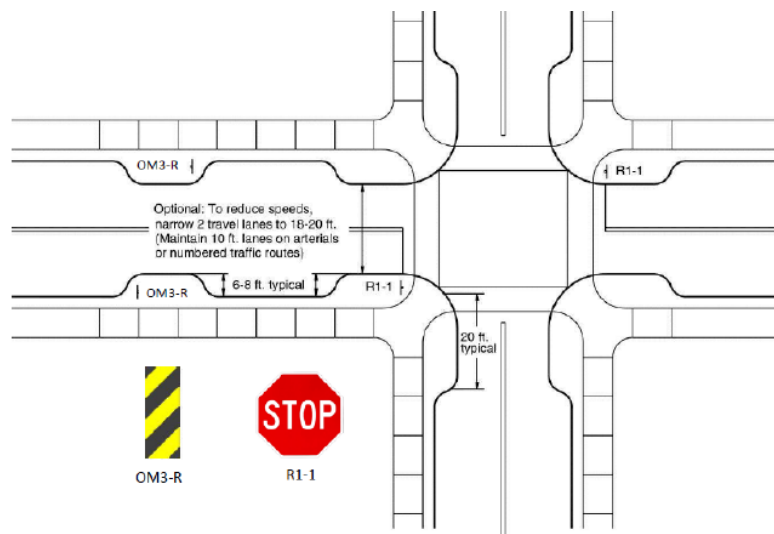 OM3-R
R1-1
Optional: To reduce speeds,
narrow 2 travel lanes to 18-20 ft.
(Maintain 10 ft. lanes on arterials
or numbered traffic routes)
6-8 ft. typical
OM3-R
R1-1
20 ft.
typical
STOP
OM3-R
R1-1